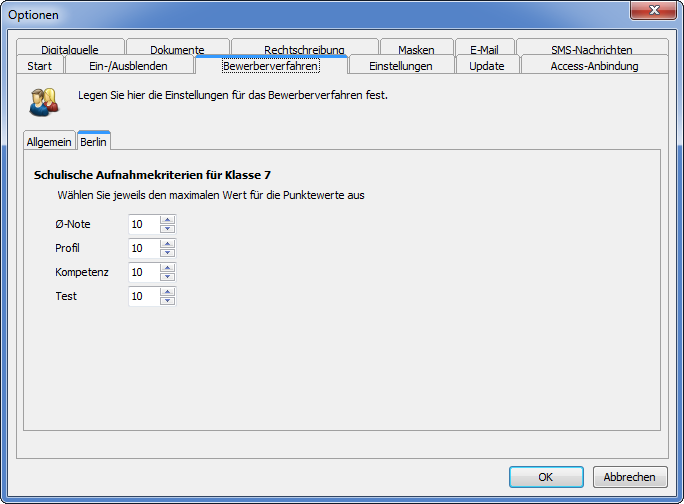 Optionen
Digitalquelle Dokumente Rechtschreibung Masken E-Mail SMS-Nachrichten
Start Ein-/Ausblenden Bewerberverfahren Einstellungen Update Access-Anbindung
Legen Sie hier die Einstellungen für das Bewerberverfahren fest.
Allgemein Berlin
Schulische Aufnahmekriterien für Klasse 7
Wählen Sie jeweils den maximalen Wert für die Punktewerte aus
Ø-Note 10
Profil 10
Kompetenz 10
Test 10
OK Abbrechen